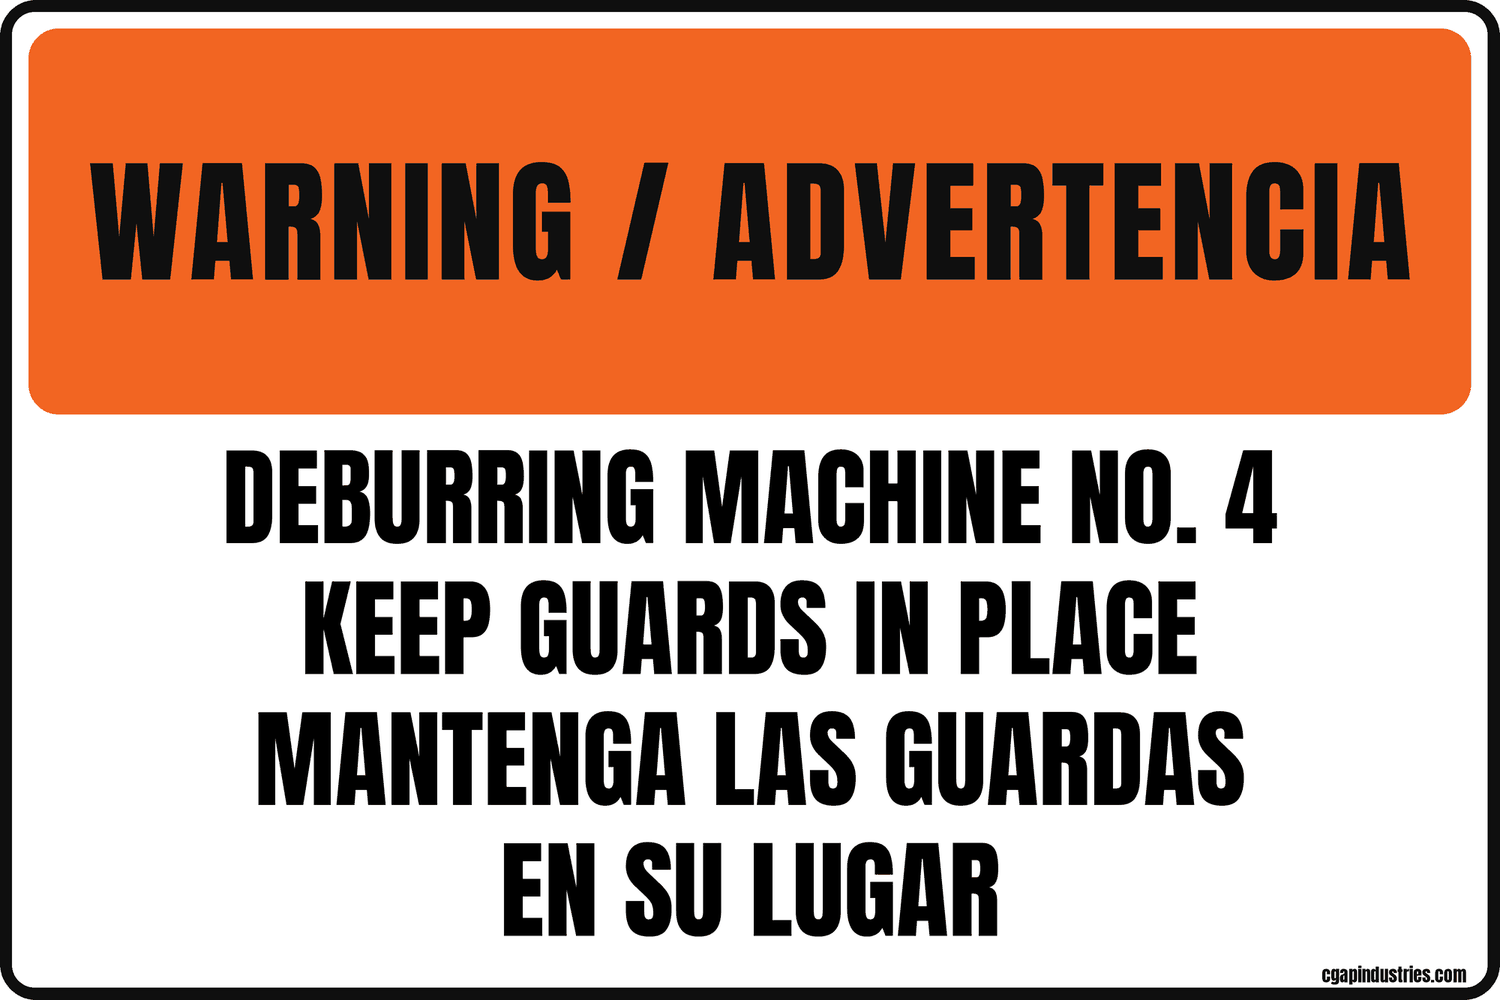 WARNING / ADVERTENCIA
DEBURRING MACHINE NO. 4
KEEP GUARDS IN PLACE
MANTENGA LAS GUARDAS
EN SU LUGAR
cgapindustries.com